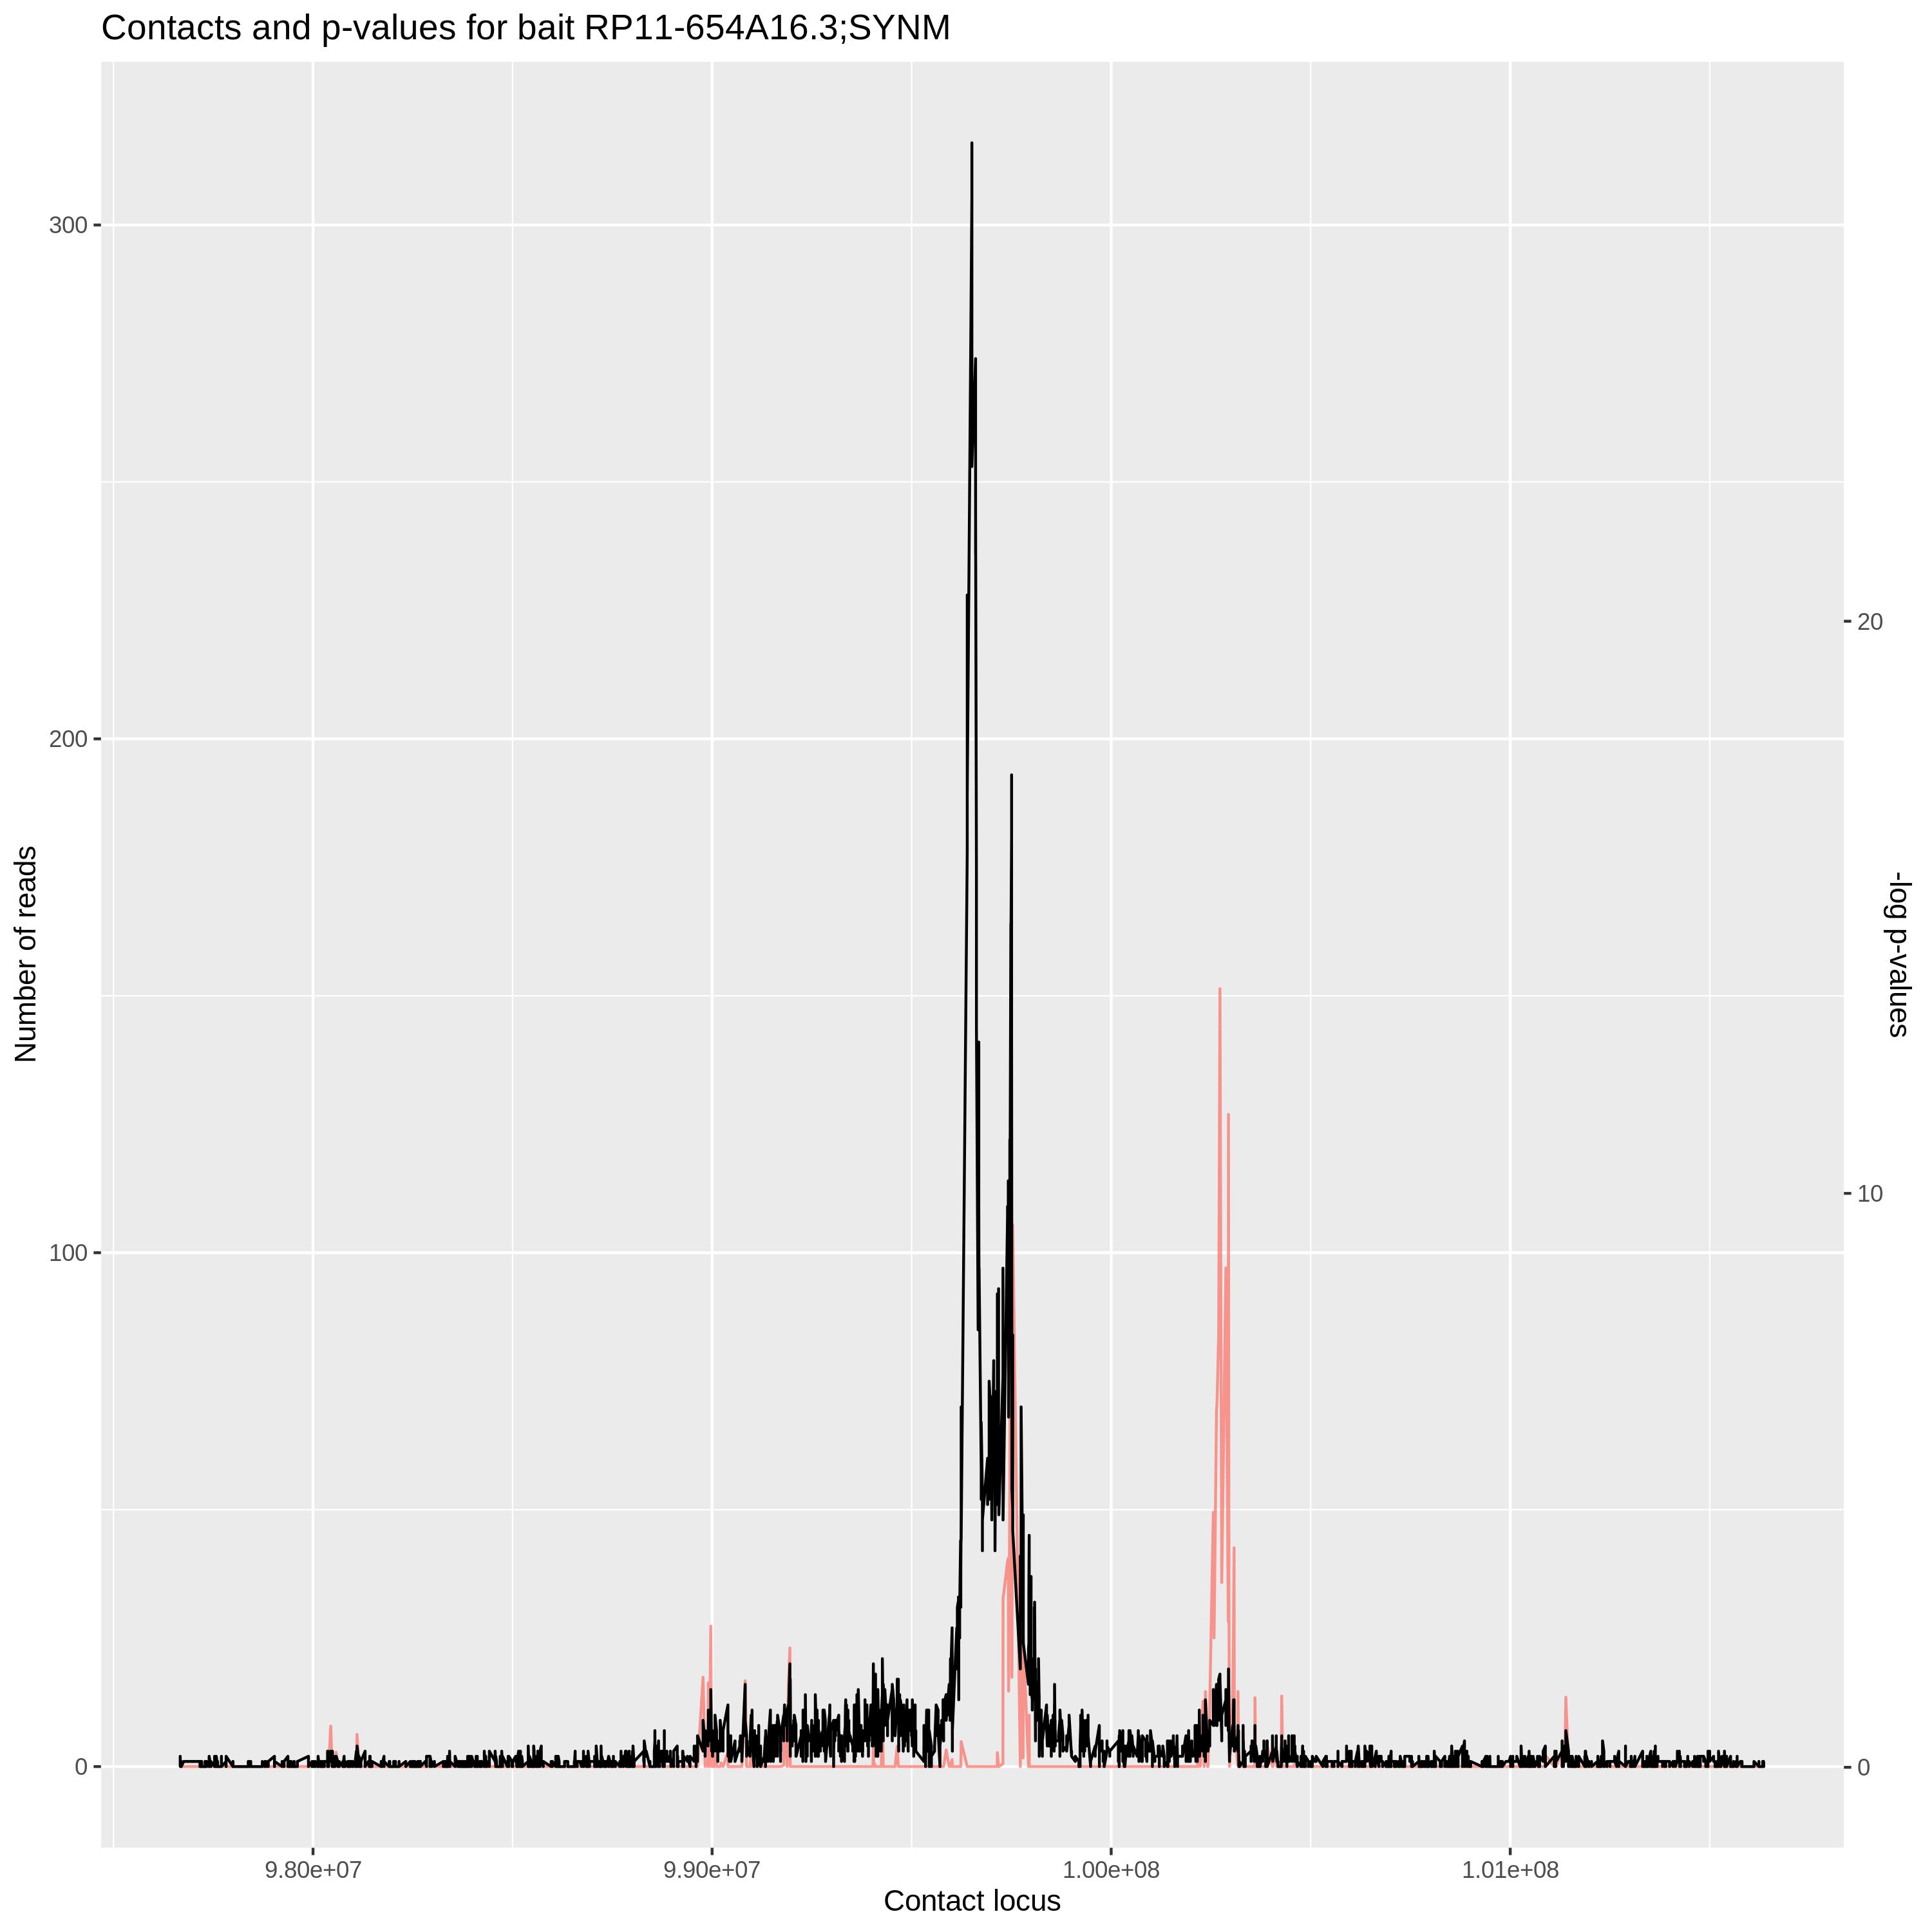 Contacts and p-values for bait RP11-654A16.3;SYNM
300
200
100
0
Number of reads
20
10
0
-log p-values
9.80e+07 9.90e+07 1.00e+08 1.01e+08
Contact locus